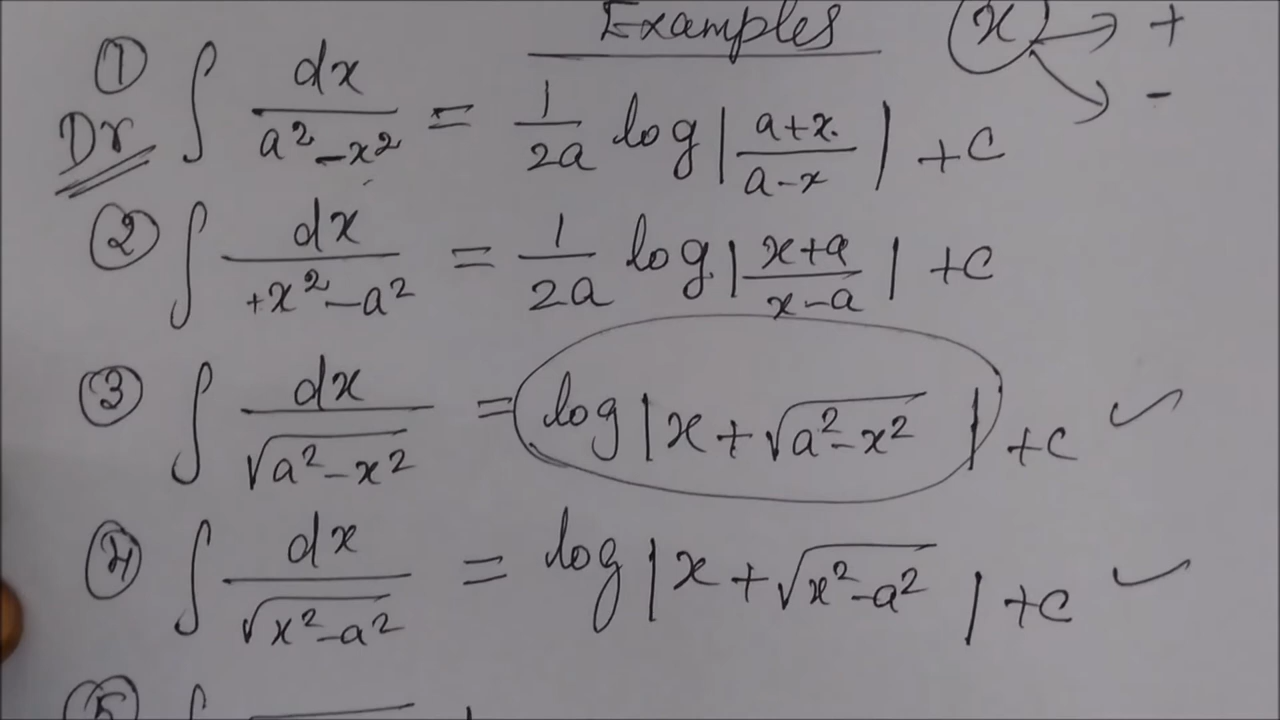 Examples x → + → -
① ∫ dx / (a² - x²) = 1/2a log |(a+x)/(a-x)| + c
Dr
② ∫ dx / (+x² - a²) = 1/2a log |(x+a)/(x-a)| + c
③ ∫ dx / √(a² - x²) = log | x + √(a² - x²) | + c ✓
④ ∫ dx / √(x² - a²) = log | x + √(x² - a²) | + c ✓
⑤ ∫